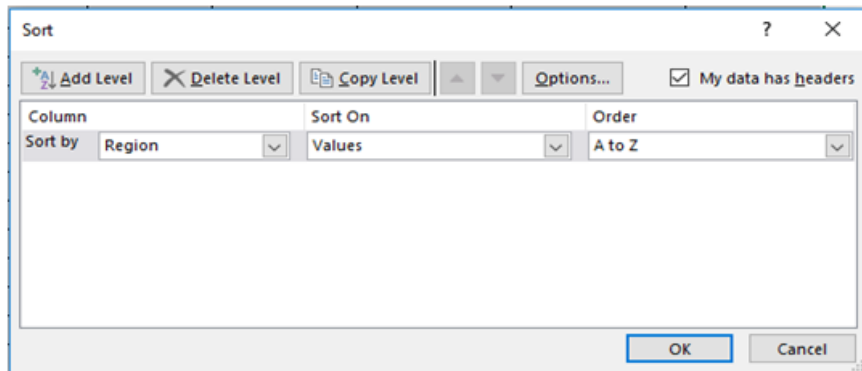 Sort ?
Add Level Delete Level Copy Level Options... My data has headers
Column Sort On Order
Sort by Region Values A to Z
OK Cancel